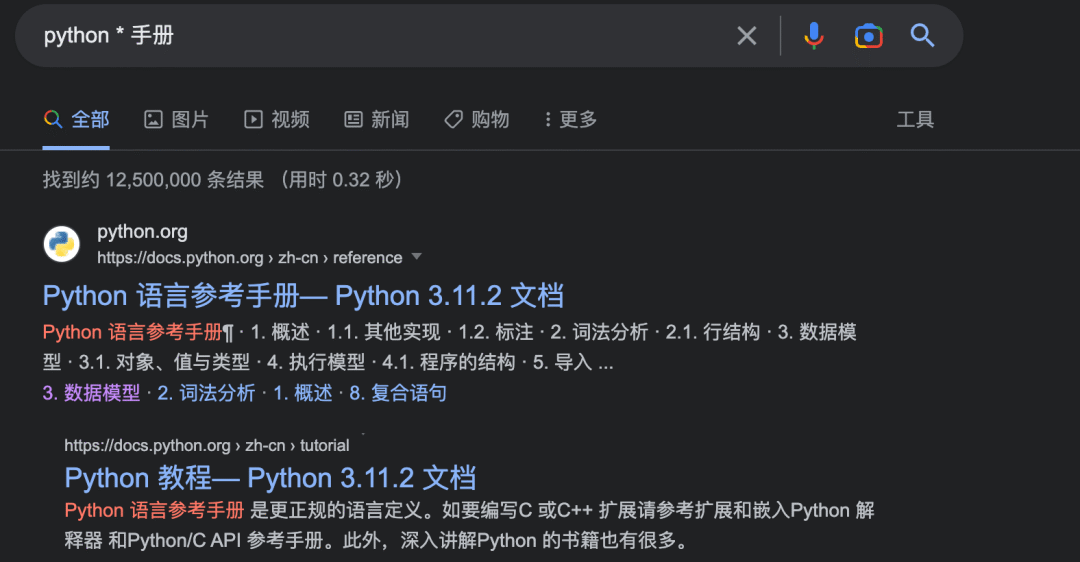 python * 手册
全部 图片 视频 新闻 购物 更多 工具
找到约 12,500,000 条结果 （用时 0.32 秒）
python.org
https://docs.python.org › zh-cn › reference
Python 语言参考手册— Python 3.11.2 文档
Python 语言参考手册¶ · 1. 概述 · 1.1. 其他实现 · 1.2. 标注 · 2. 词法分析 · 2.1. 行结构 · 3. 数据模
型 · 3.1. 对象、值与类型 · 4. 执行模型 · 4.1. 程序的结构 · 5. 导入 ...
3. 数据模型 · 2. 词法分析 · 1. 概述 · 8. 复合语句
https://docs.python.org › zh-cn › tutorial
Python 教程— Python 3.11.2 文档
Python 语言参考手册 是更正规的语言定义。如要编写C 或C++ 扩展请参考扩展和嵌入Python 解
释器 和Python/C API 参考手册。此外，深入讲解Python 的书籍也有很多。